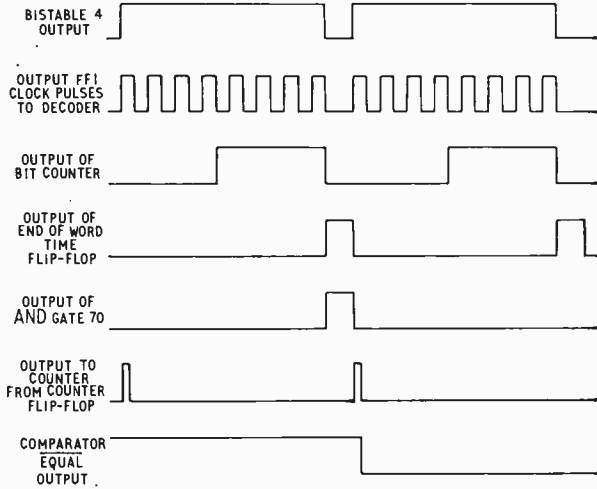 BISTABLE 4
OUTPUT
OUTPUT FF1
CLOCK PULSES
TO DECODER
OUTPUT OF
BIT COUNTER
OUTPUT OF
END OF WORD
TIME
FLIP-FLOP
OUTPUT OF
AND GATE 70
OUTPUT TO
COUNTER
FROM COUNTER
FLIP-FLOP
COMPARATOR
EQUAL
OUTPUT